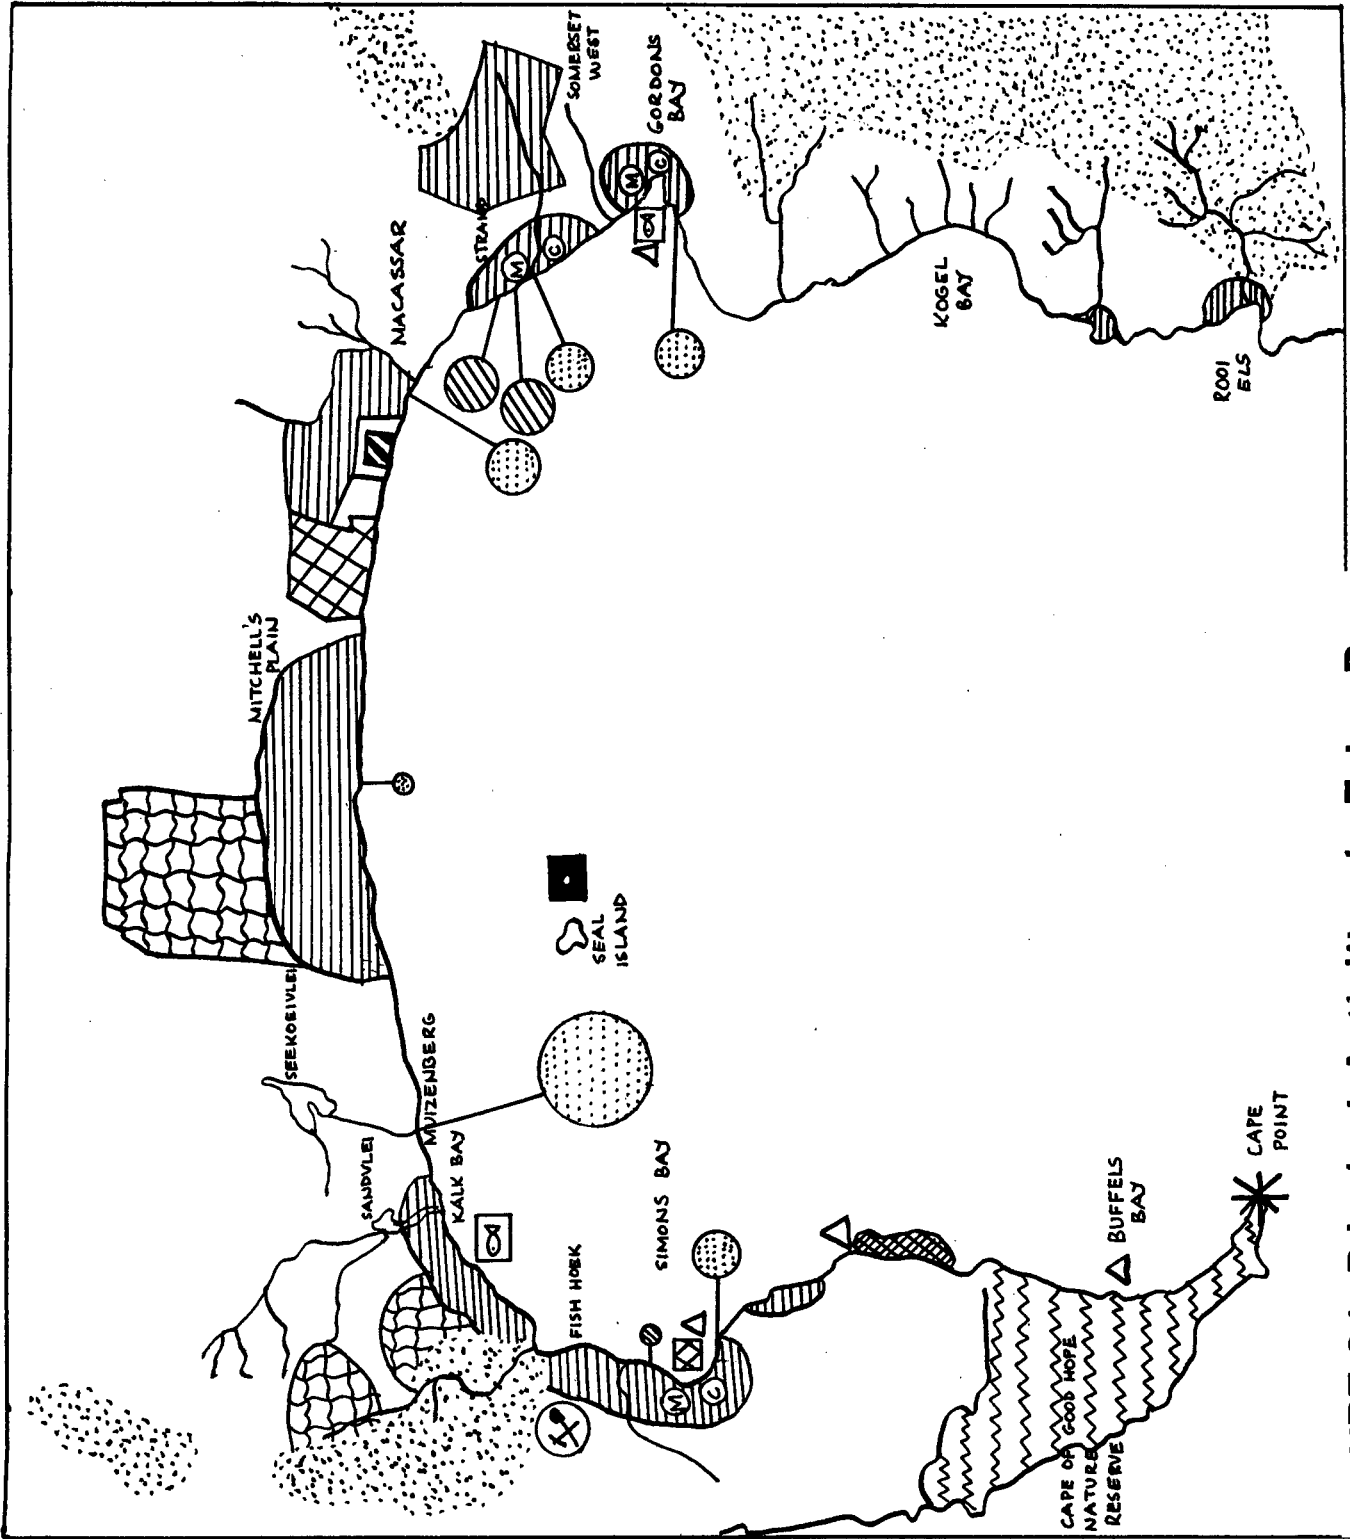 SOMERSET
WEST
GORDONS
BAY
M
C
STRAND
M
C
MACASSAR
KOGEL
BAY
ROOI
ELS
MITCHELL'S
PLAIN
SEAL
ISLAND
SEEKOEIVLEI
MUIZENBERG
SANDVLEI
KALK BAY
FISH HOEK
SIMONS BAY
M
C
BUFFELS
BAY
CAPE
POINT
CAPE OF GOOD HOPE
NATURE
RESERVE